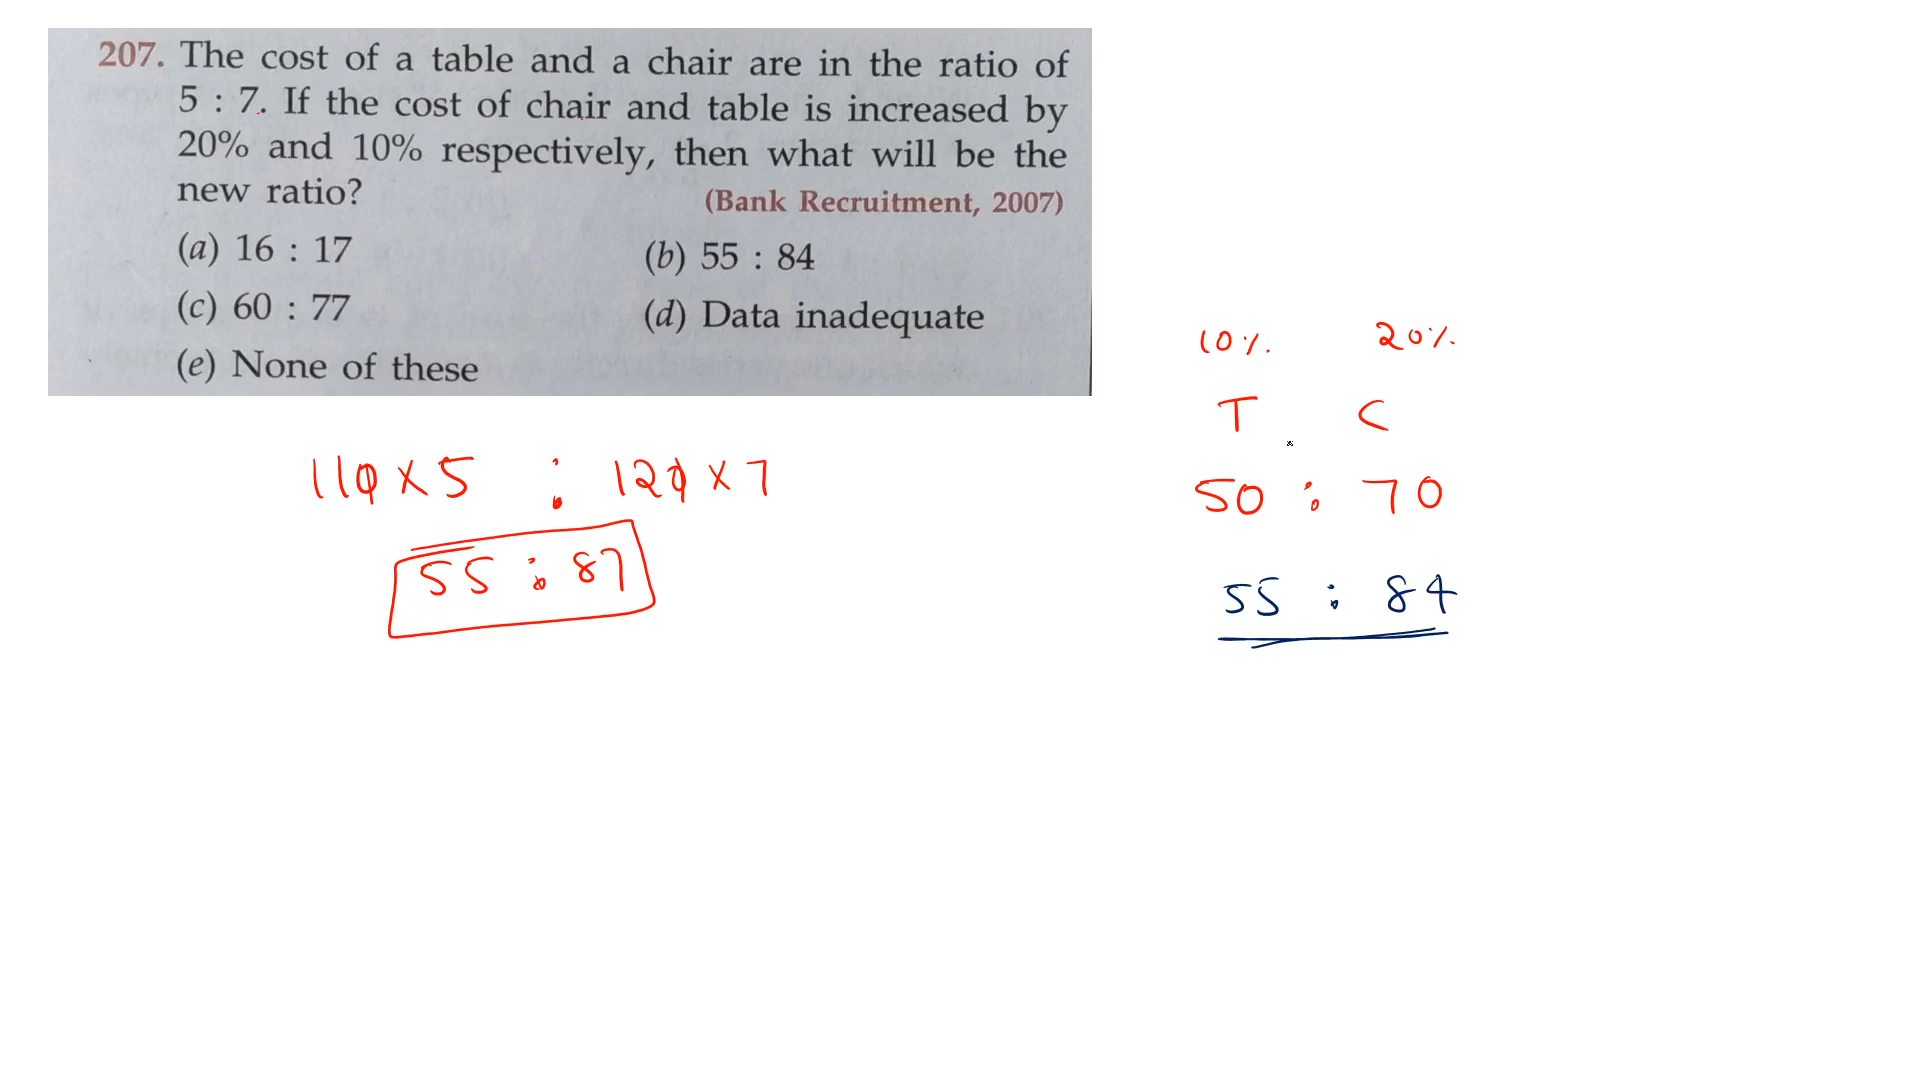 207. The cost of a table and a chair are in the ratio of
5 : 7. If the cost of chair and table is increased by
20% and 10% respectively, then what will be the
new ratio? (Bank Recruitment, 2007)
(a) 16 : 17 (b) 55 : 84
(c) 60 : 77 (d) Data inadequate
(e) None of these
10% 20%
T C
50 : 70
55 : 84
110 × 5 : 120 × 7
55 : 87